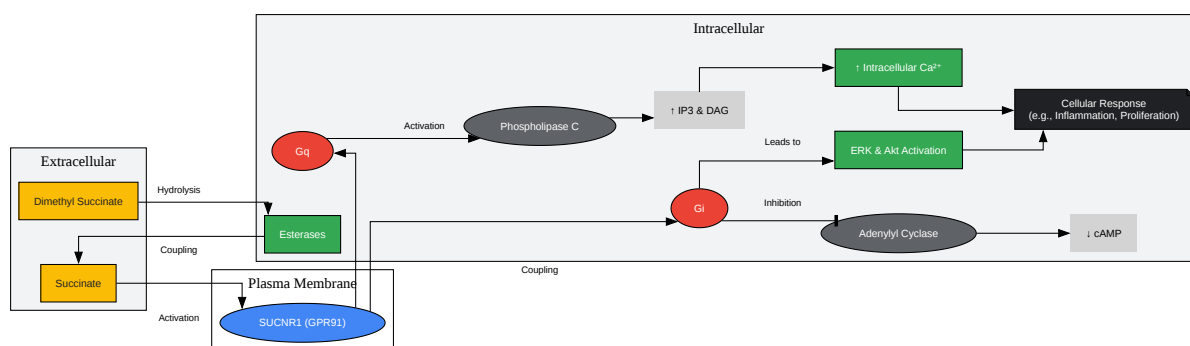 Intracellular
↑ Intracellular Ca²⁺
Cellular Response
(e.g., Inflammation, Proliferation)
↑ IP3 & DAG
Activation
Phospholipase C
Gq
Leads to
ERK & Akt Activation
Extracellular
Hydrolysis
Dimethyl Succinate
Gi
Inhibition
Esterases
Adenylyl Cyclase
↓ cAMP
Coupling
Coupling
Succinate
Plasma Membrane
Activation
SUCNR1 (GPR91)